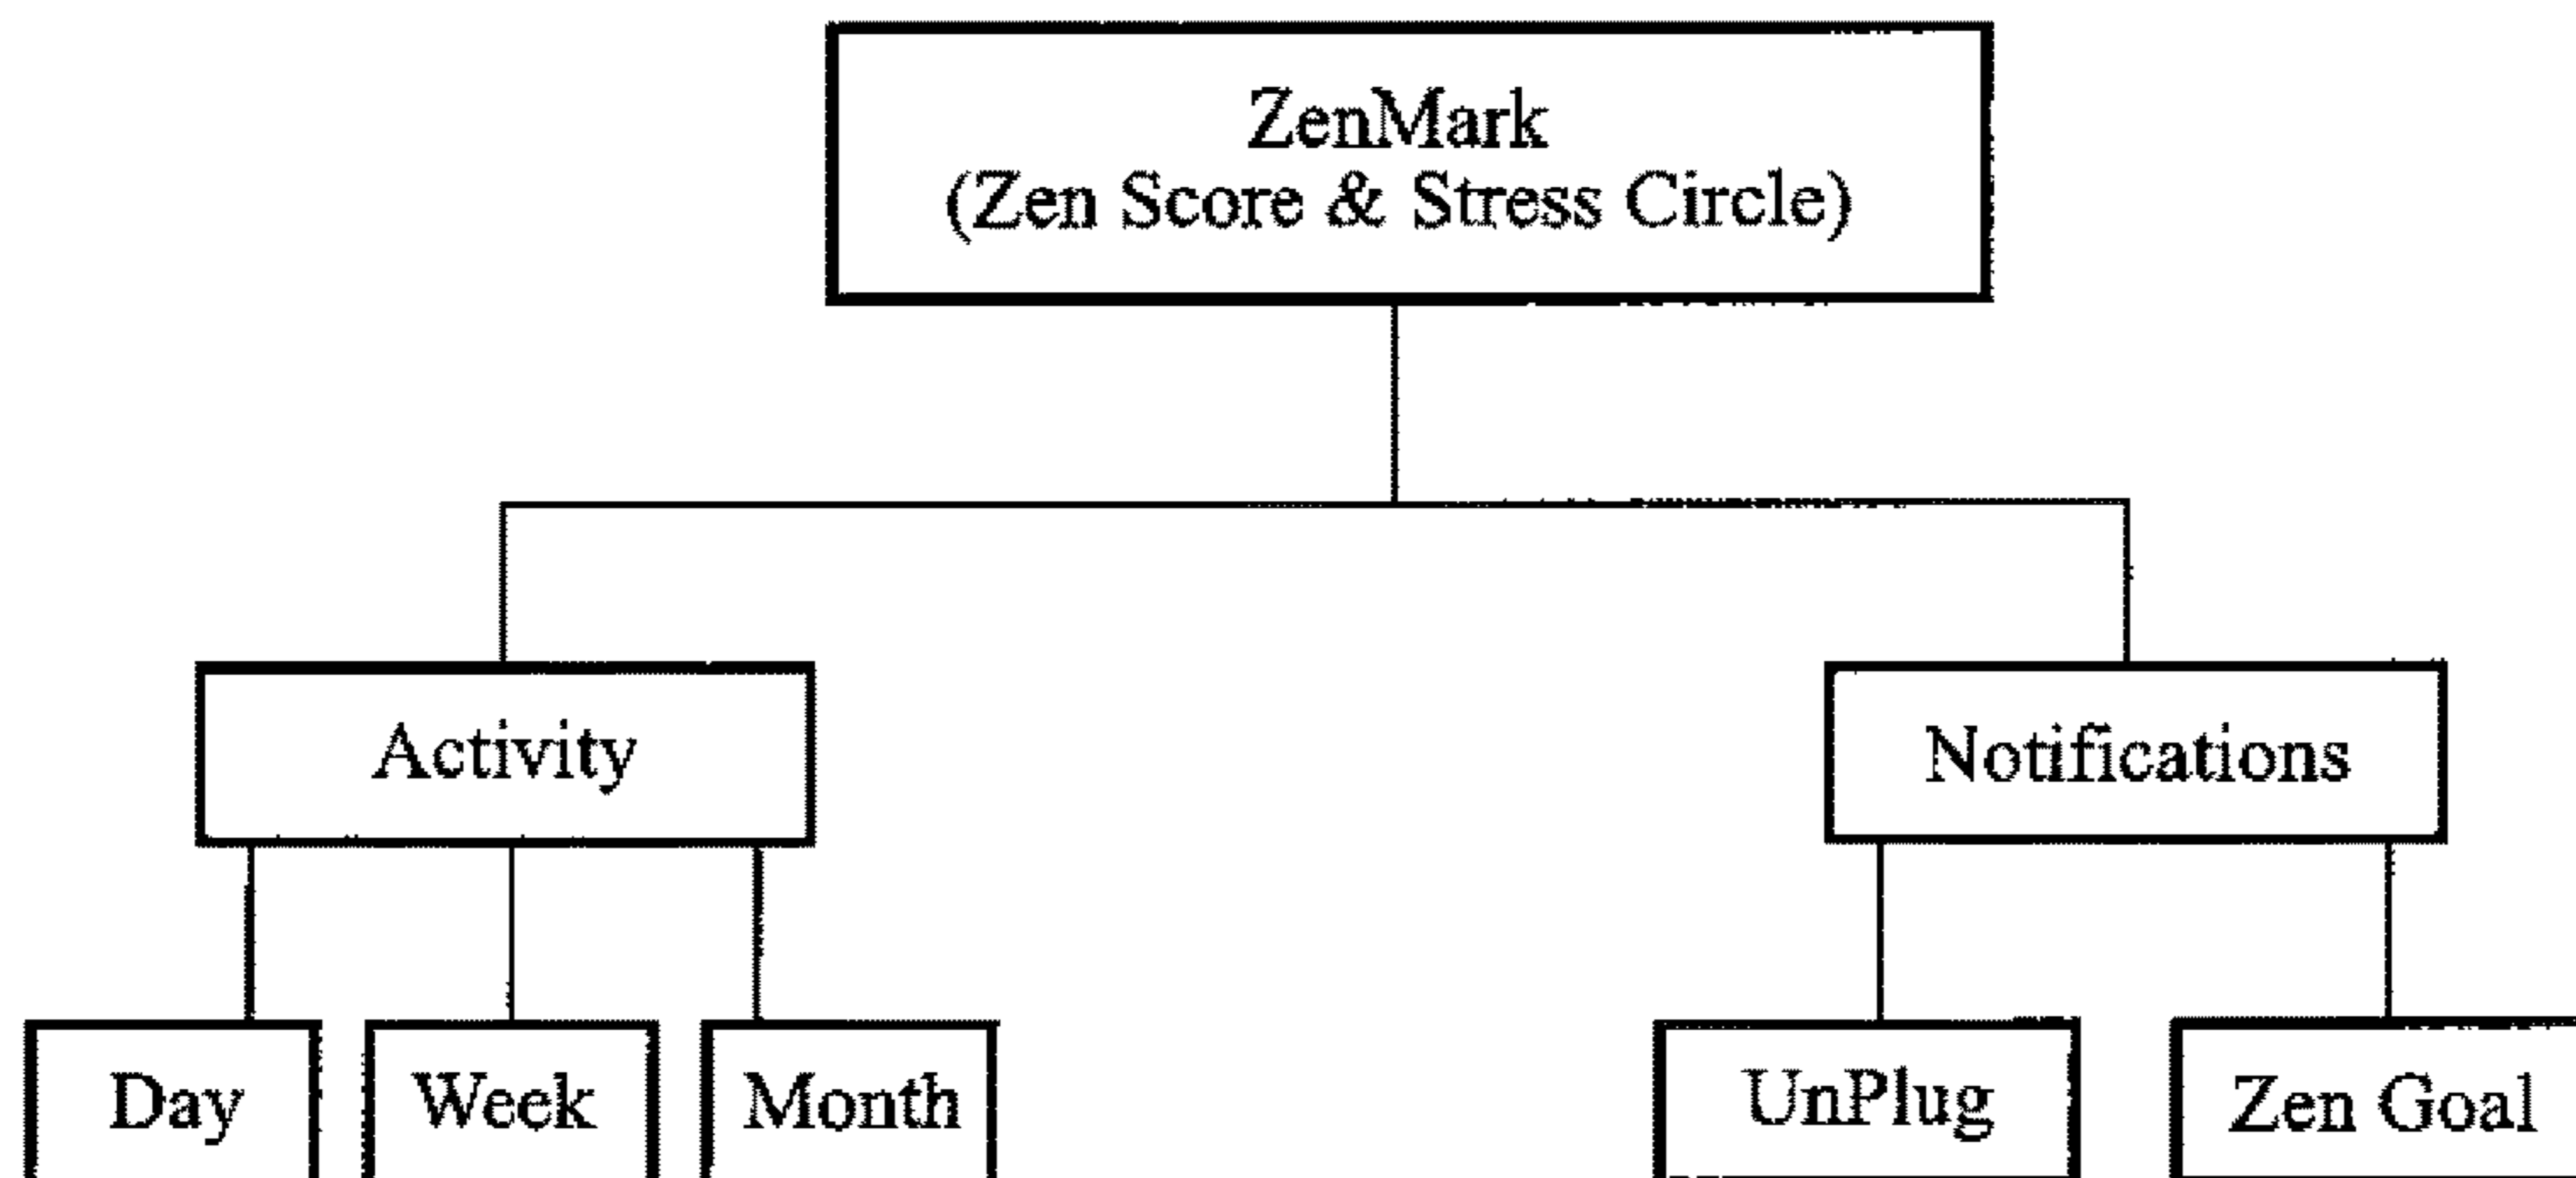 ZenMark
(Zen Score & Stress Circle)
Activity
Notifications
Day
Week
Month
UnPlug
Zen Goal